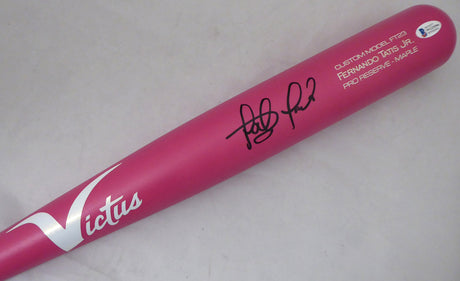 CUSTOM MODEL FT23
FERNANDO TATIS JR.
PRO RESERVE - MAPLE
Victus